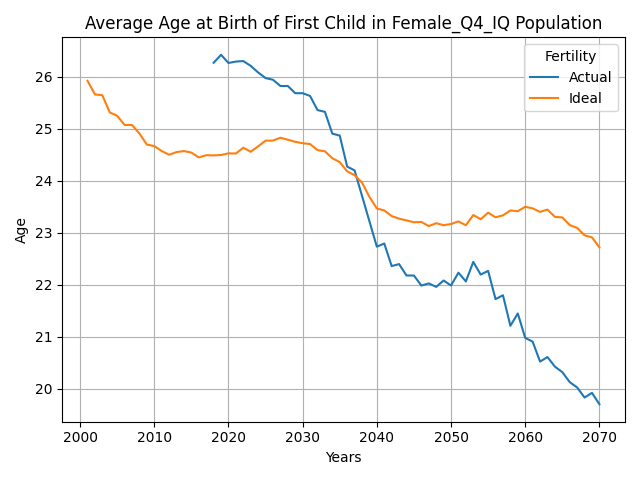 Average Age at Birth of First Child in Female_Q4_IQ Population
Fertility
Actual
Ideal
Age
26
25
24
23
22
21
20
2000 2010 2020 2030 2040 2050 2060 2070
Years